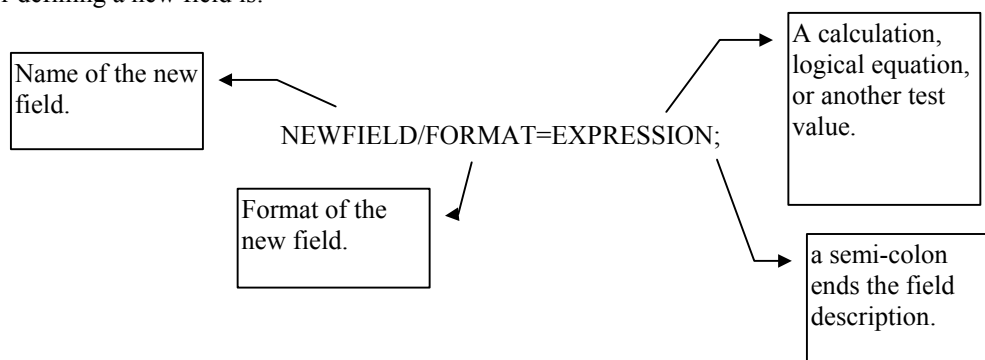 defining a new field is:
Name of the new
field.
A calculation,
logical equation,
or another test
value.
NEWFIELD/FORMAT=EXPRESSION;
Format of the
new field.
a semi-colon
ends the field
description.